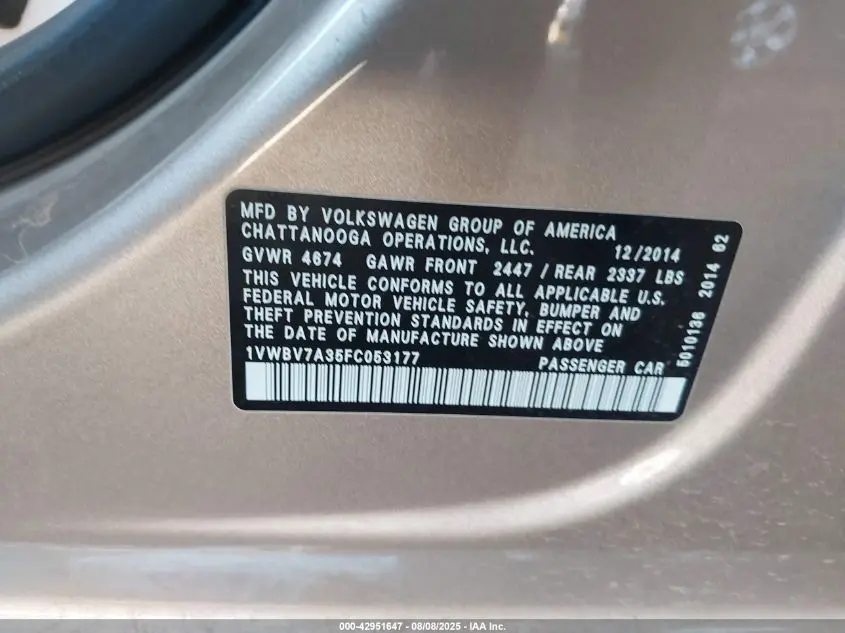 MFD BY VOLKSWAGEN GROUP OF AMERICA
CHATTANOOGA OPERATIONS, LLC. 12/2014
GVWR 4674 GAWR FRONT 2447 / REAR 2337 LBS
THIS VEHICLE CONFORMS TO ALL APPLICABLE U.S.
FEDERAL MOTOR VEHICLE SAFETY, BUMPER AND
THEFT PREVENTION STANDARDS IN EFFECT ON
THE DATE OF MANUFACTURE SHOWN ABOVE
1VWBV7A35FC053177 PASSENGER CAR
5010136 2014 62
000-42951647 - 08/08/2025 - IAA Inc.